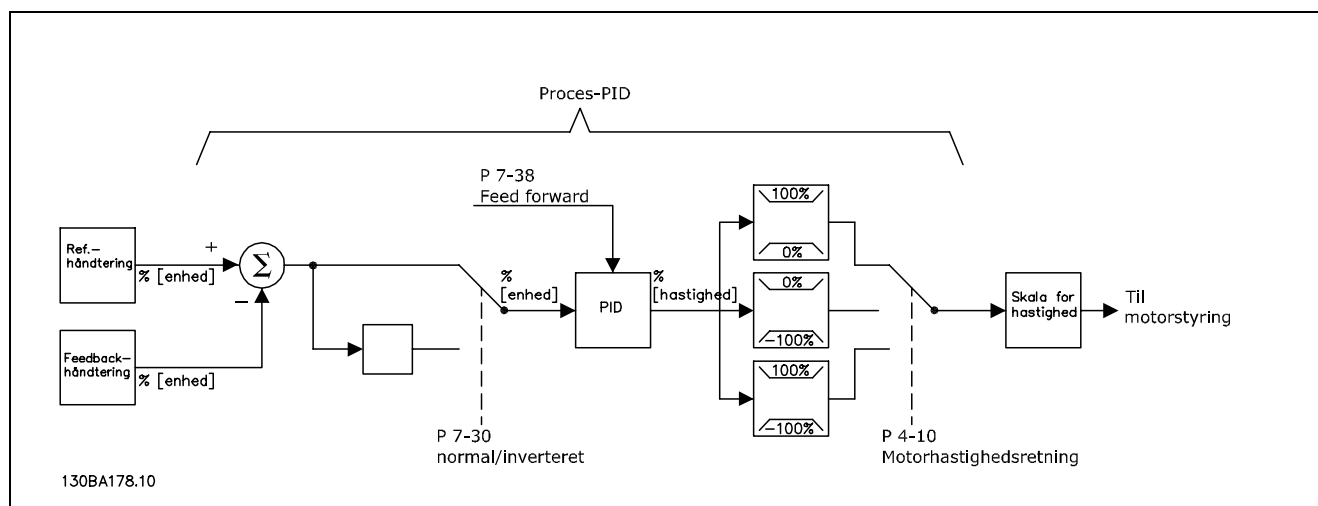 Proces-PID
P 7-38
Feed forward
Ref.-
håndtering
% [enhed]
+
−
Σ
Feedback-
håndtering
% [enhed]
%
[enhed]
PID
%
[hastighed]
100%
0%
0%
-100%
100%
-100%
Skala for
hastighed
Til
motorstyring
P 7-30
normal/inverteret
P 4-10
Motorhastighedsretning
130BA178.10